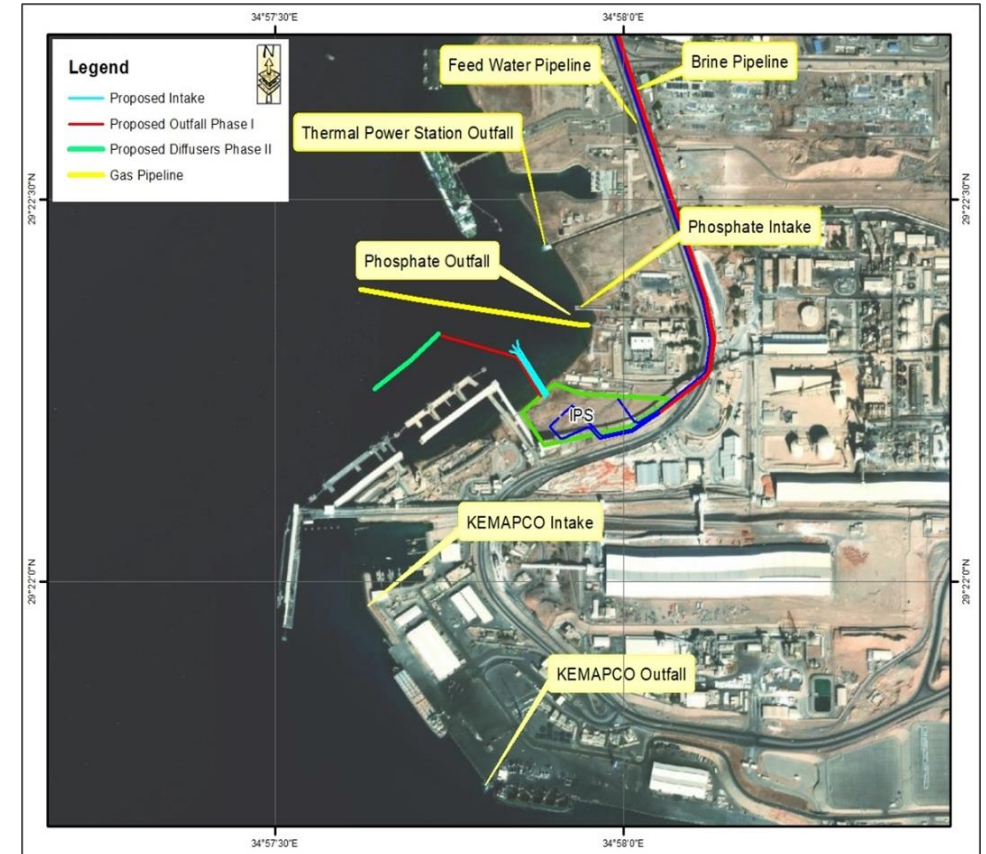 34°57'30"E
34°58'0"E
Legend
N
Proposed Intake
Proposed Outfall Phase I
Proposed Diffusers Phase II
Gas Pipeline
Feed Water Pipeline
Brine Pipeline
Thermal Power Station Outfall
29°22'30"N
29°22'30"N
Phosphate Intake
Phosphate Outfall
IPS
KEMAPCO Intake
29°22'0"N
29°22'0"N
KEMAPCO Outfall
34°57'30"E
34°58'0"E